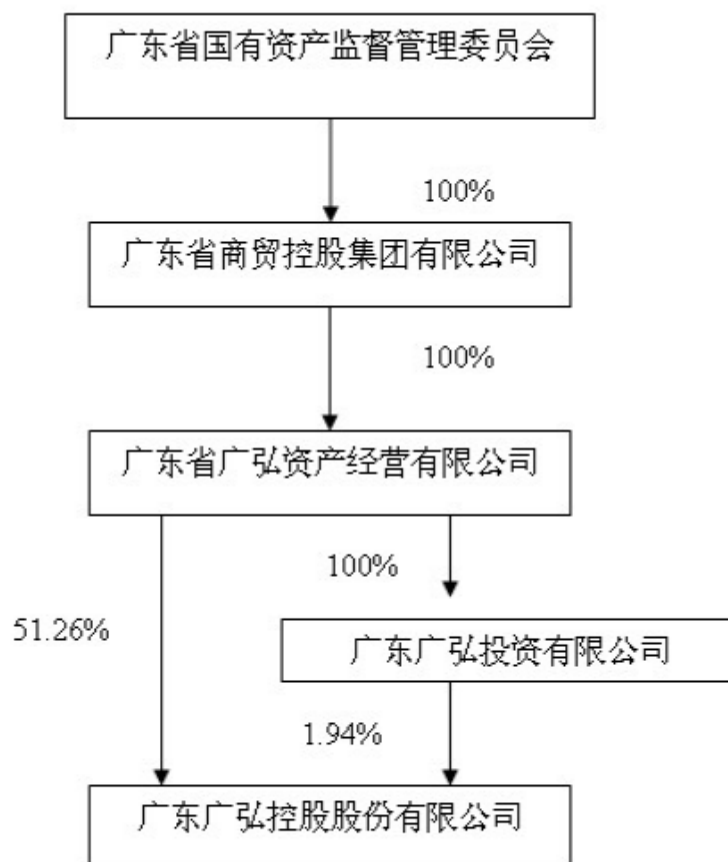 广东省国有资产监督管理委员会
100%
广东省商贸控股集团有限公司
100%
广东省广弘资产经营有限公司
100%
51.26%
广东广弘投资有限公司
1.94%
广东广弘控股股份有限公司